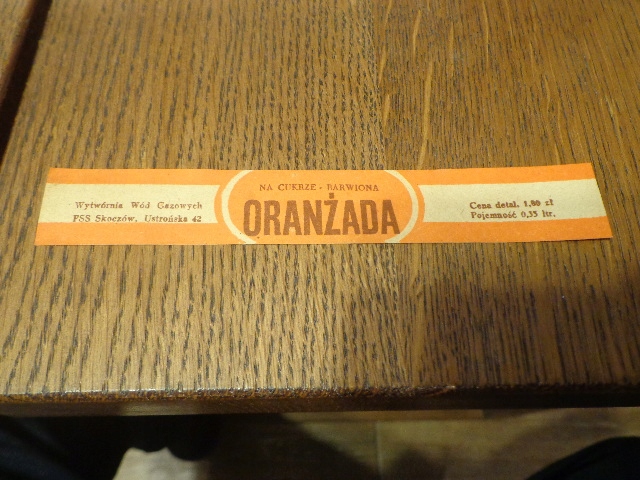 Wytwórnia Wód Gazowych
PSS Skoczów, Ustrońska 42
NA CUKRZE - BARWIONA
ORANŻADA
Cena detal. 1,80 zł
Pojemność 0,33 ltr.